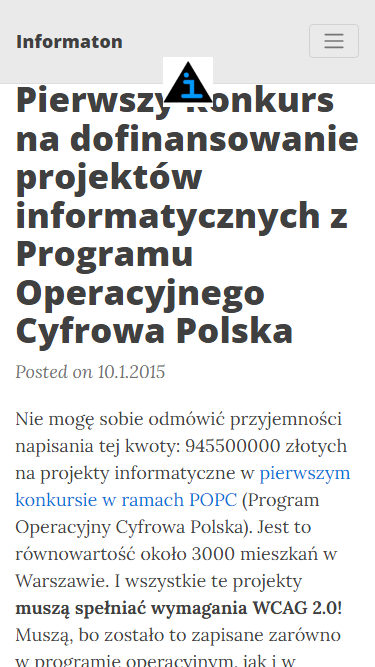 Informaton
Pierwszy konkurs
na dofinansowanie
projektów
informatycznych z
Programu
Operacyjnego
Cyfrowa Polska
Posted on 10.1.2015
Nie mogę sobie odmówić przyjemności
napisania tej kwoty: 945500000 złotych
na projekty informatyczne w pierwszym
konkursie w ramach POPC (Program
Operacyjny Cyfrowa Polska). Jest to
równowartość około 3000 mieszkań w
Warszawie. I wszystkie te projekty
muszą spełniać wymagania WCAG 2.0!
Muszą, bo zostało to zapisane zarówno
w programie operacyjnym, jak i w